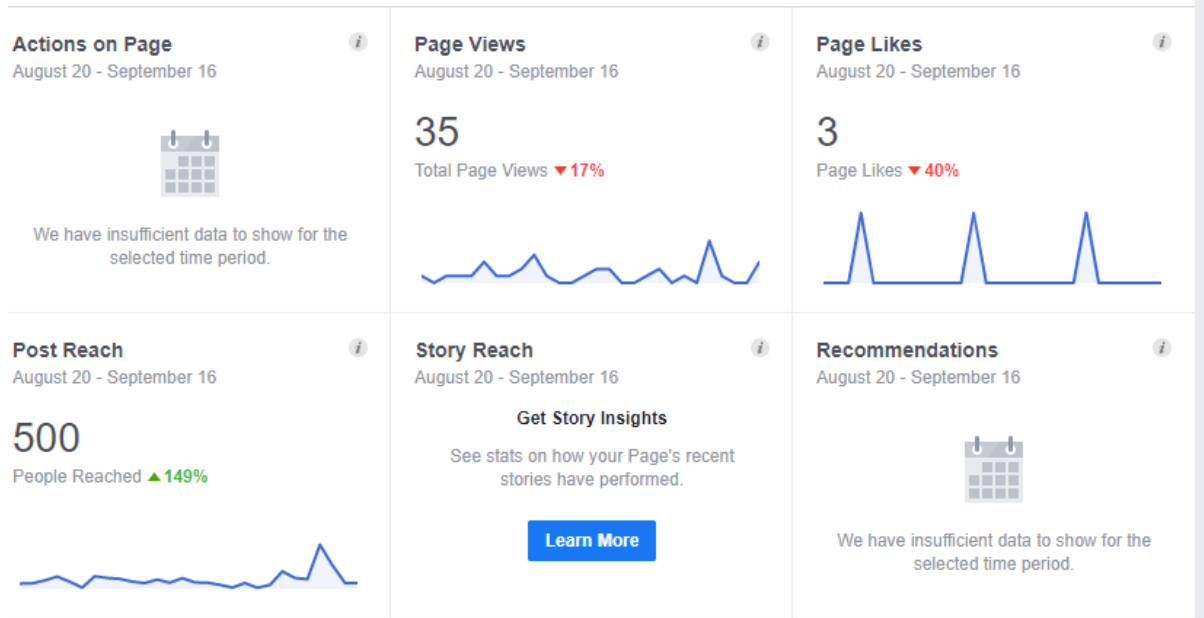 Actions on Page
August 20 - September 16
We have insufficient data to show for the
selected time period.
Page Views
August 20 - September 16
35
Total Page Views ▼17%
Page Likes
August 20 - September 16
3
Page Likes ▼40%
Post Reach
August 20 - September 16
500
People Reached ▲149%
Story Reach
August 20 - September 16
Get Story Insights
See stats on how your Page's recent
stories have performed.
Learn More
Recommendations
August 20 - September 16
We have insufficient data to show for the
selected time period.